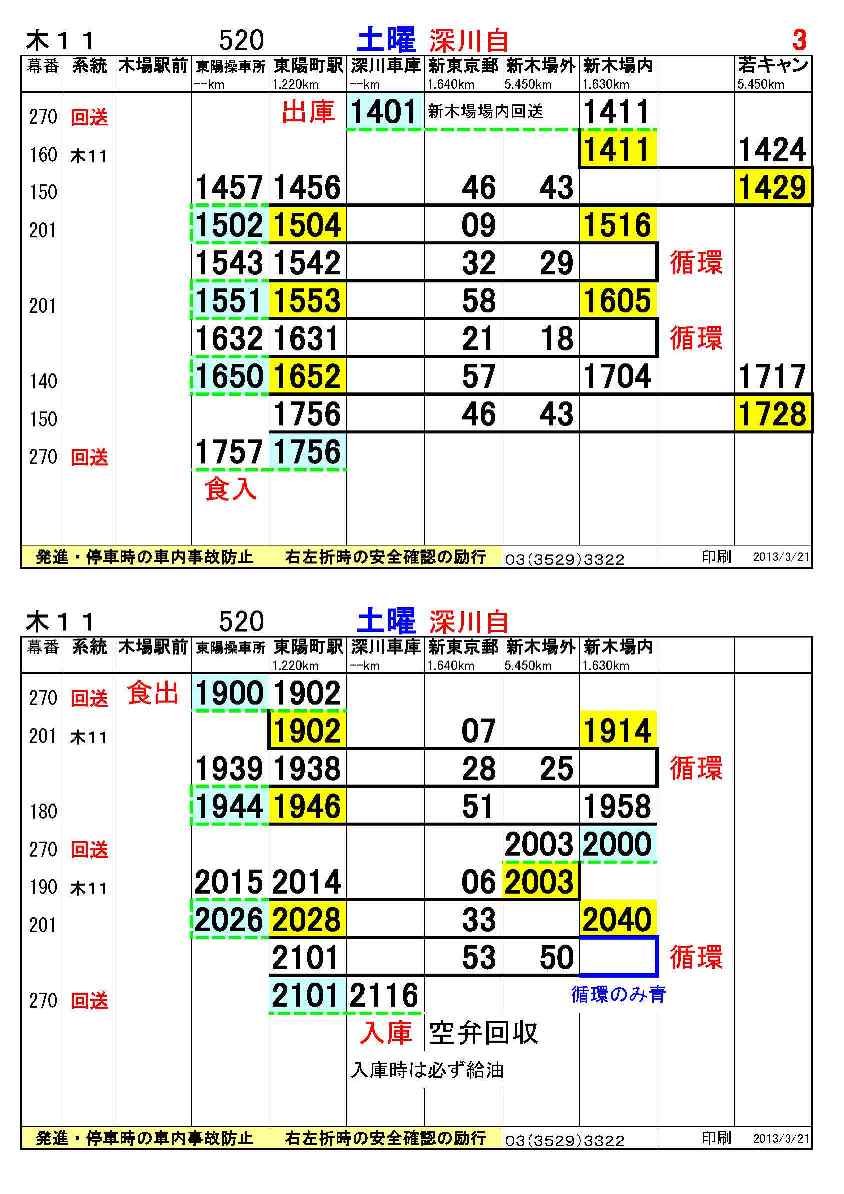 木１１ 520 土曜 深川自 3
幕番 系統 木場駅前 東陽操車所 東陽町駅 深川車庫 新東京郵 新木場外 新木場内 若キャン
--km 1.220km --km 1.640km 5.450km 1.630km 5.450km
270 回送 出庫 1401 新木場場内回送 1411
160 木11 1411 1424
150 1457 1456 46 43 1429
201 1502 1504 09 1516
1543 1542 32 29 循環
201 1551 1553 58 1605
1632 1631 21 18 循環
140 1650 1652 57 1704 1717
150 1756 46 43 1728
270 回送 1757 1756
食入
発進・停車時の車内事故防止 右左折時の安全確認の励行 03(3529)3322 印刷 2013/3/21
木１１ 520 土曜 深川自
幕番 系統 木場駅前 東陽操車所 東陽町駅 深川車庫 新東京郵 新木場外 新木場内
1.220km --km 1.640km 5.450km 1.630km
270 回送 食出 1900 1902
201 木11 1902 07 1914
1939 1938 28 25 循環
180 1944 1946 51 1958
270 回送 2003 2000
190 木11 2015 2014 06 2003
201 2026 2028 33 2040
2101 53 50 循環
270 回送 2101 2116 循環のみ青
入庫 空弁回収
入庫時は必ず給油
発進・停車時の車内事故防止 右左折時の安全確認の励行 03(3529)3322 印刷 2013/3/21